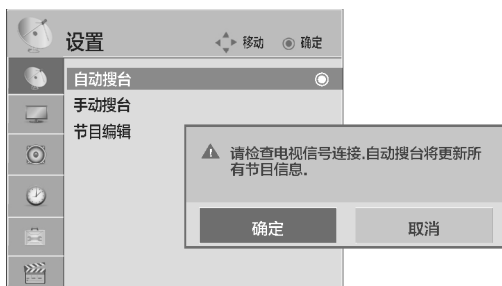 设置 移动 确定
自动搜台
手动搜台
节目编辑
请检查电视信号连接.自动搜台将更新所
有节目信息.
确定 取消